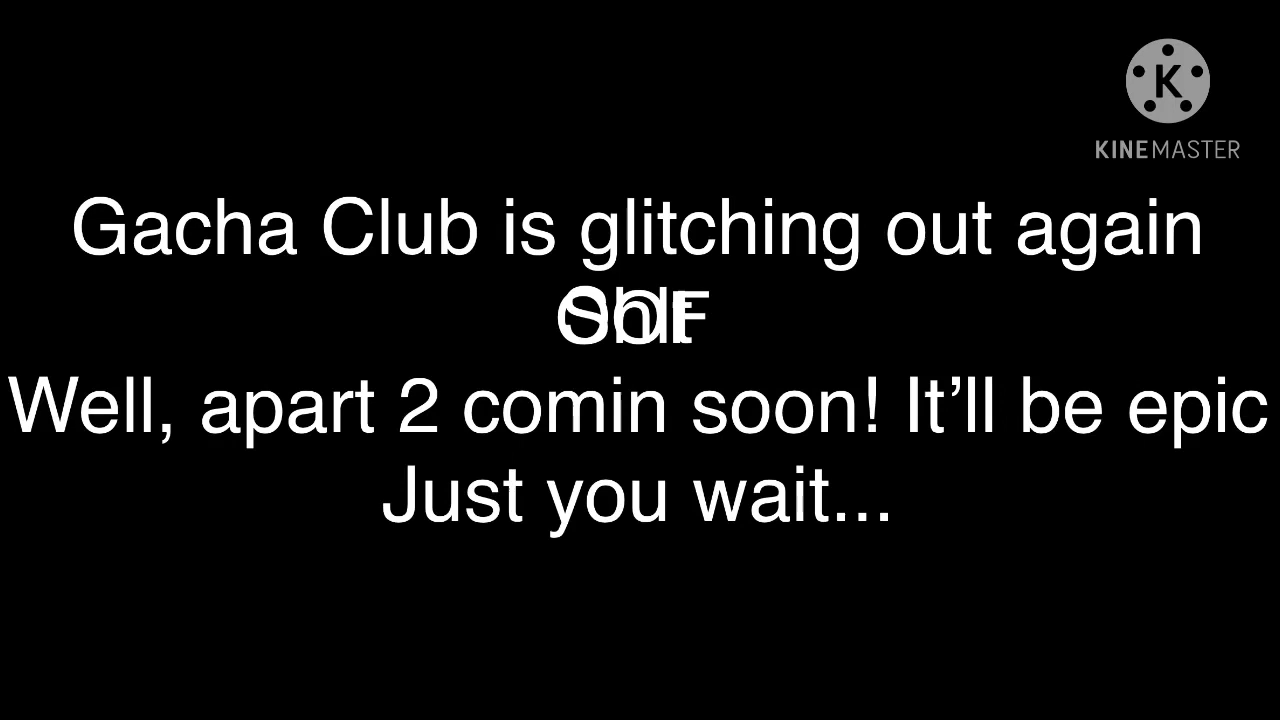 KINEMASTER
Gacha Club is glitching out again
Well, apart 2 comin soon! It’ll be epic
Just you wait...